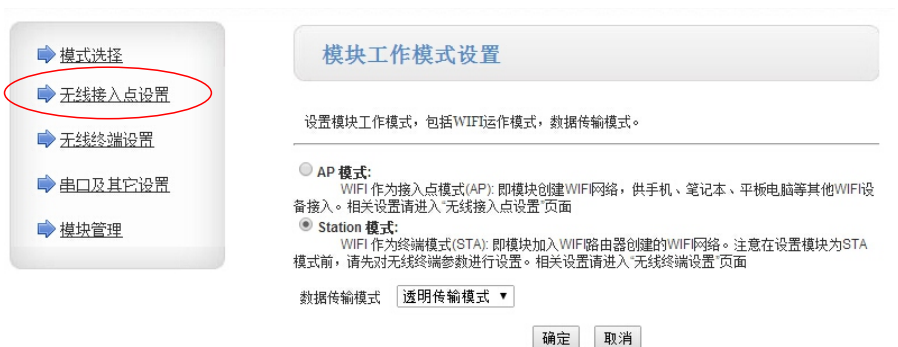 模式选择
无线接入点设置
无线终端设置
串口及其它设置
模块管理
模块工作模式设置
设置模块工作模式，包括WIFI运作模式，数据传输模式。
AP 模式:
WIFI 作为接入点模式(AP): 即模块创建WIFI网络，供手机、笔记本、平板电脑等其他WIFI设
备接入。相关设置请进入“无线接入点设置”页面
Station 模式:
WIFI 作为终端模式(STA): 即模块加入WIFI路由器创建的WIFI网络。注意在设置模块为STA
模式前，请先对无线终端参数进行设置。相关设置请进入“无线终端设置”页面
数据传输模式 透明传输模式
确定 取消